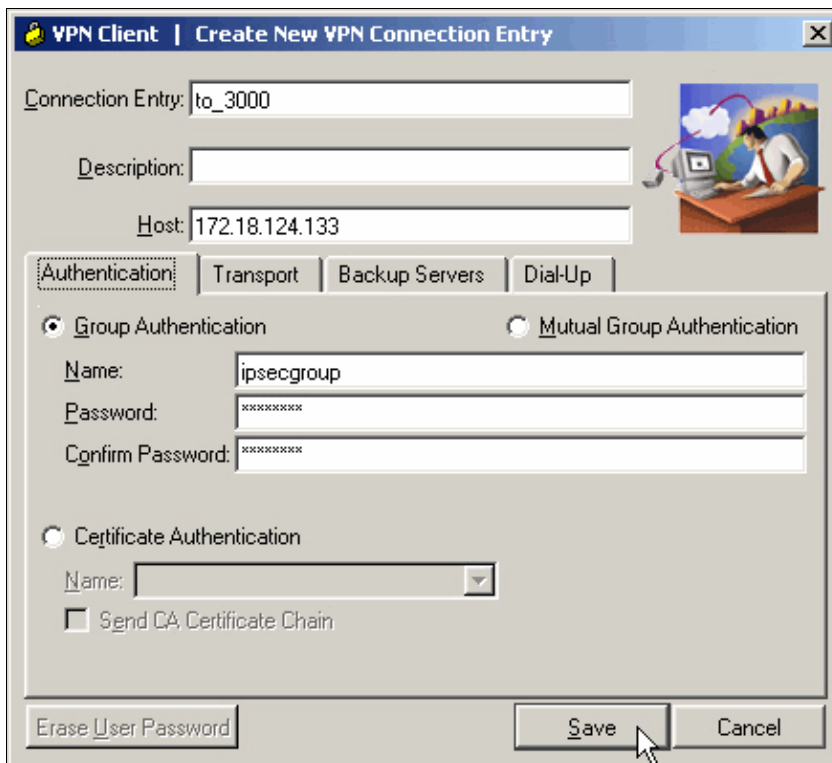 VPN Client | Create New VPN Connection Entry
Connection Entry: to_3000
Description:
Host: 172.18.124.133
Authentication Transport Backup Servers Dial-Up
Group Authentication Mutual Group Authentication
Name: ipsecgroup
Password: ********
Confirm Password: ********
Certificate Authentication
Name:
Send CA Certificate Chain
Erase User Password Save Cancel